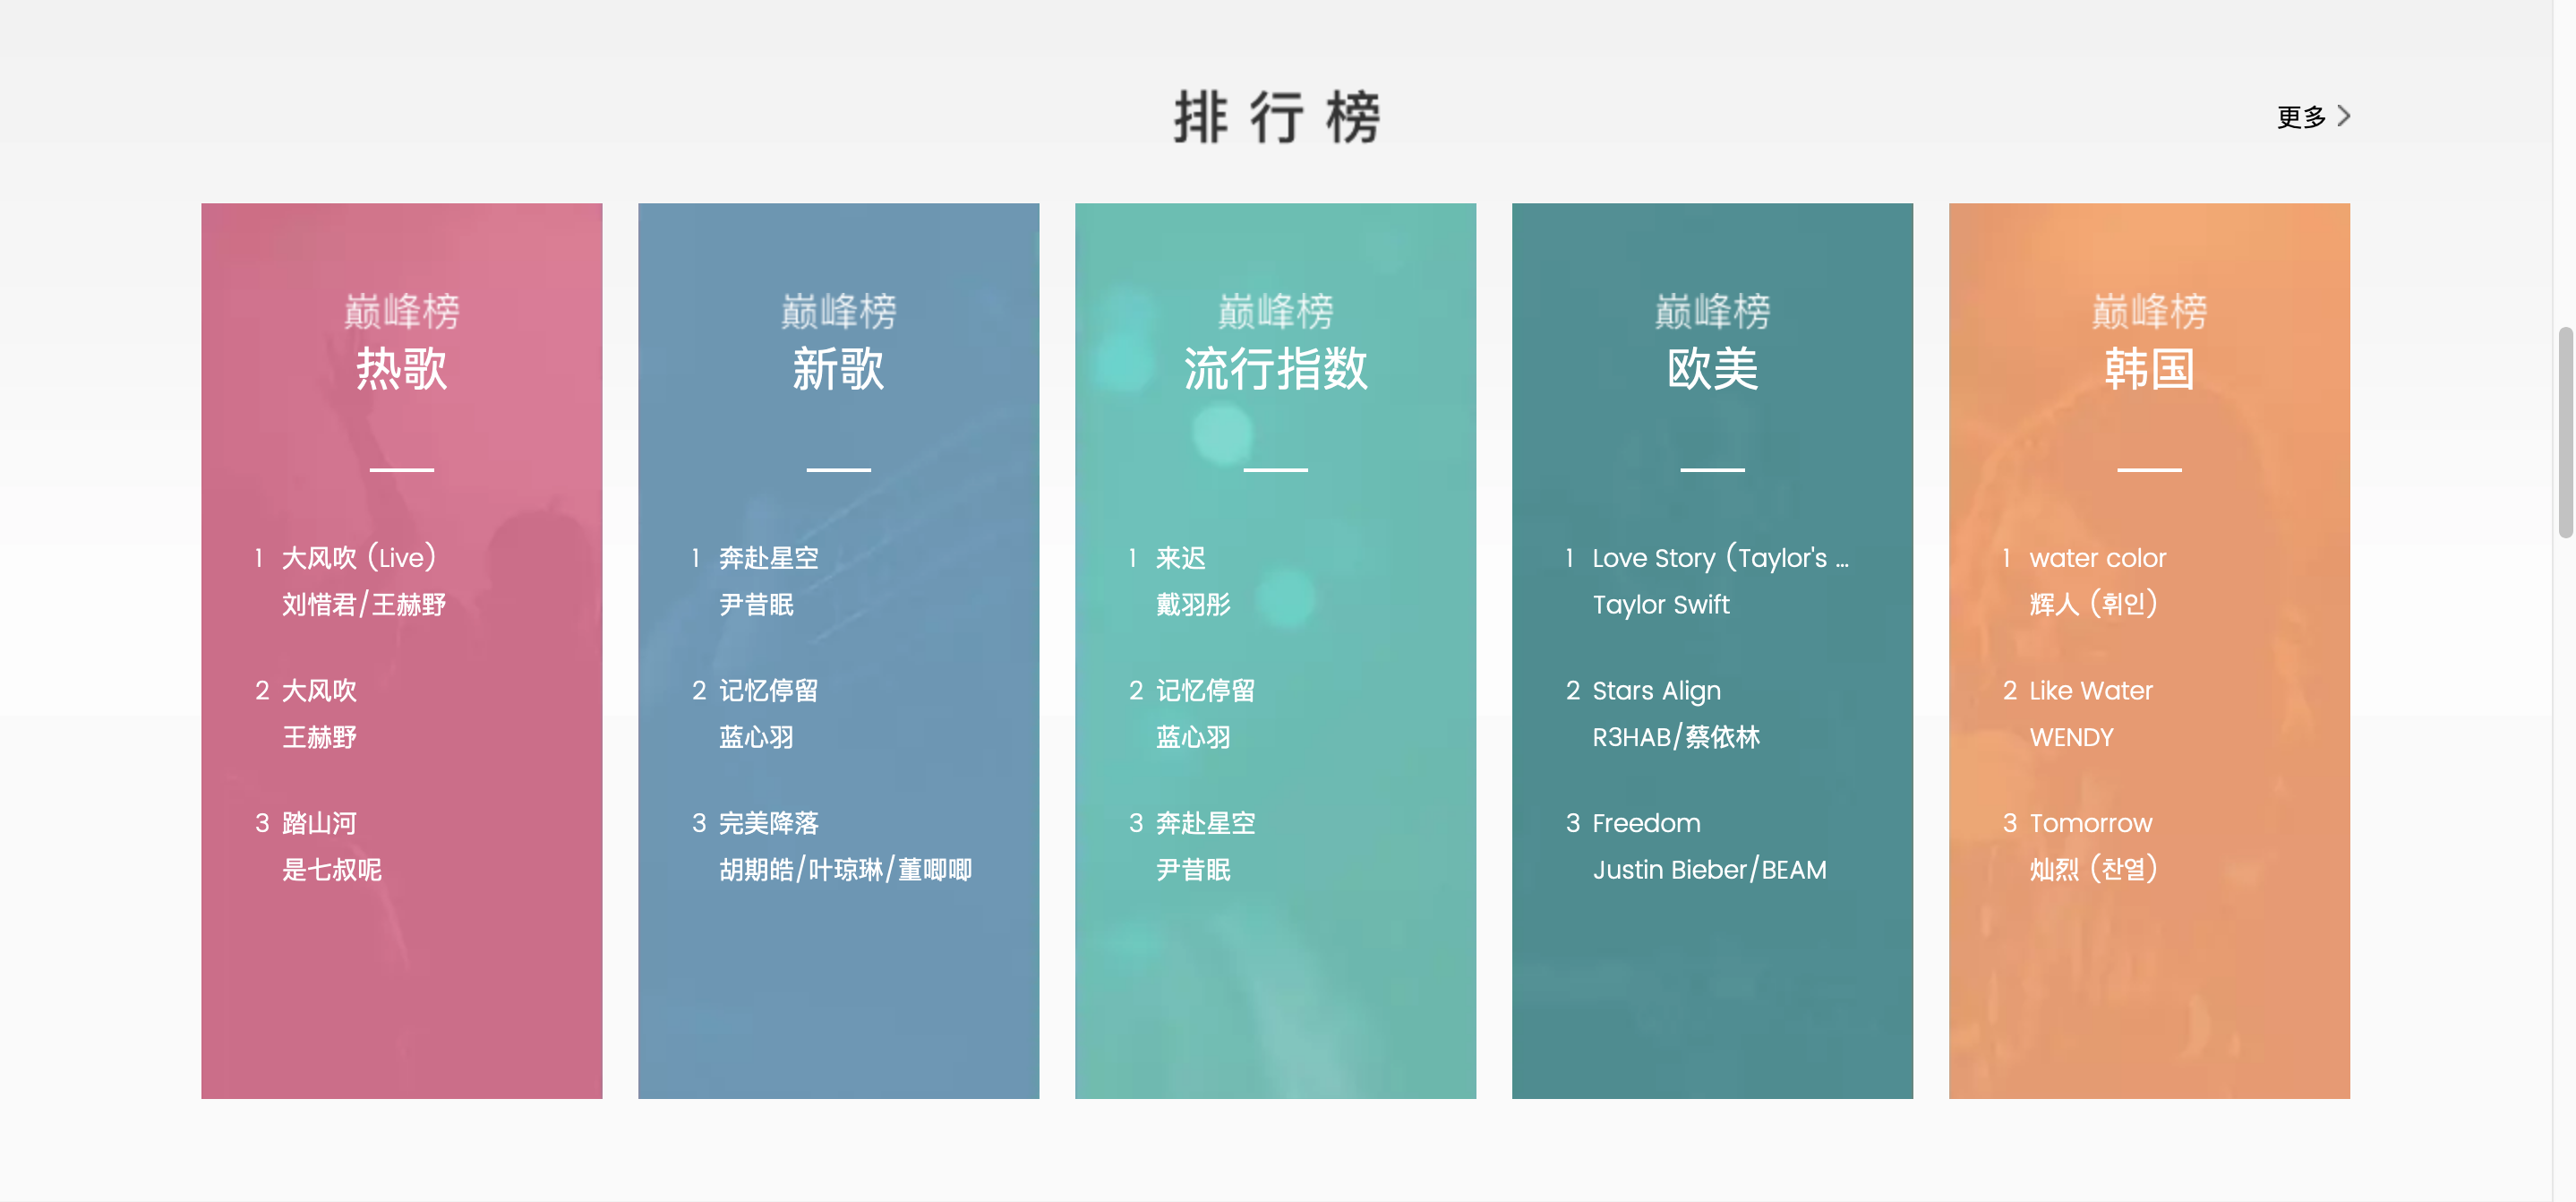 排行榜
更多
巅峰榜
热歌
1 大风吹 (Live)
刘惜君/王赫野
2 大风吹
王赫野
3 踏山河
是七叔呢
巅峰榜
新歌
1 奔赴星空
尹昔眠
2 记忆停留
蓝心羽
3 完美降落
胡期皓/叶琼琳/董唧唧
巅峰榜
流行指数
1 来迟
戴羽彤
2 记忆停留
蓝心羽
3 奔赴星空
尹昔眠
巅峰榜
欧美
1 Love Story (Taylor's ...
Taylor Swift
2 Stars Align
R3HAB/蔡依林
3 Freedom
Justin Bieber/BEAM
巅峰榜
韩国
1 water color
辉人 (휘인)
2 Like Water
WENDY
3 Tomorrow
灿烈 (찬열)